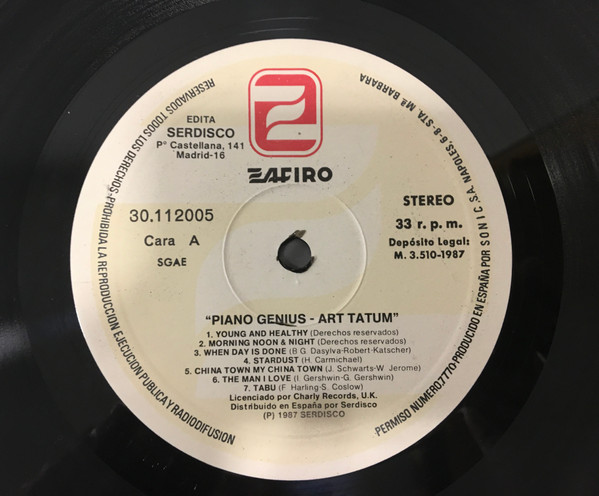 EDITA
SERDISCO
Pº Castellana, 141
Madrid-16
ZAFIRO
30.112005
Cara A
SGAE
STEREO
33 r. p. m.
Depósito Legal:
M. 3.510-1987
"PIANO GENIUS - ART TATUM"
1. YOUNG AND HEALTHY (Derechos reservados)
2. MORNING NOON & NIGHT (Derechos reservados)
3. WHEN DAY IS DONE (B G Dasylva-Robert-Katscher)
4. STARDUST (H. Carmichael)
5. CHINA TOWN MY CHINA TOWN (J. Schwarts-W Jerome)
6. THE MAN I LOVE (I Gershwin-G. Gershwin)
7. TABU (F Harling-S. Coslow)
Licenciado por Charly Records, U.K.
Distribuido en España por Serdisco
(P) 1987 SERDISCO
RESERVADOS TODOS LOS DERECHOS. PROHIBIDA LA REPRODUCCION EJECUCION PUBLICA Y RADIODIFUSION
PERMISO NUMERO 7770 PRODUCIDO EN ESPAÑA POR SONIC, S.A. NAPOLES, 6-8-STA. Mª BARBARA